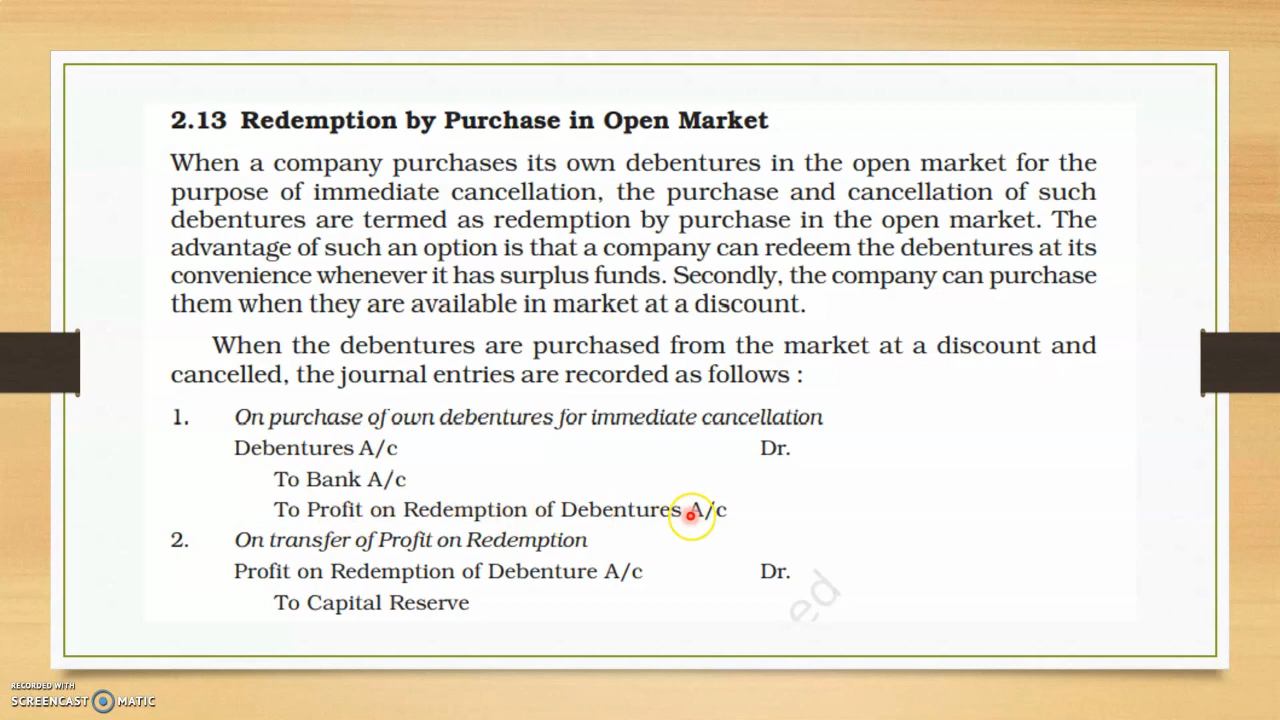 2.13 Redemption by Purchase in Open Market
When a company purchases its own debentures in the open market for the
purpose of immediate cancellation, the purchase and cancellation of such
debentures are termed as redemption by purchase in the open market. The
advantage of such an option is that a company can redeem the debentures at its
convenience whenever it has surplus funds. Secondly, the company can purchase
them when they are available in market at a discount.
When the debentures are purchased from the market at a discount and
cancelled, the journal entries are recorded as follows :
1. On purchase of own debentures for immediate cancellation
Debentures A/c Dr.
To Bank A/c
To Profit on Redemption of Debentures A/c
2. On transfer of Profit on Redemption
Profit on Redemption of Debenture A/c Dr.
To Capital Reserve
ed
RECORDED WITH
SCREENCAST MATIC